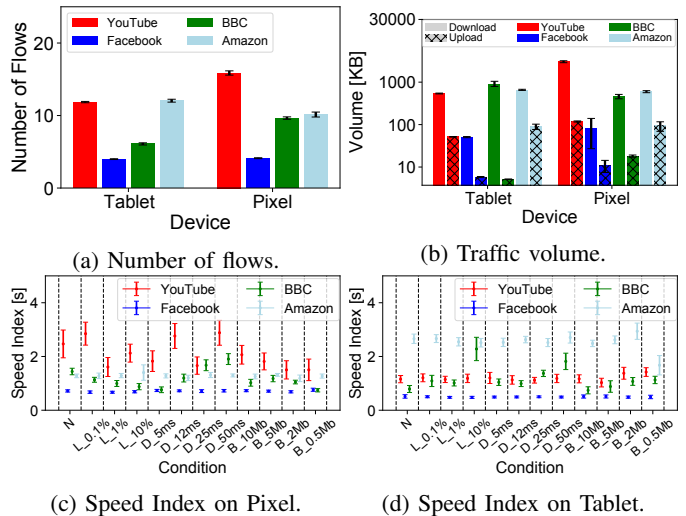 20
10
0
Number of Flows
YouTube
Facebook
BBC
Amazon
Tablet
Pixel
Device
(a) Number of flows.
30000
1000
100
10
Volume [KB]
Download
Upload
YouTube
Facebook
BBC
Amazon
Tablet
Pixel
Device
(b) Traffic volume.
4
2
0
Speed Index [s]
YouTube
Facebook
BBC
Amazon
N
L_0.1%
L_1%
L_10%
D_5ms
D_12ms
D_25ms
D_50ms
B_10Mb
B_5Mb
B_2Mb
B_0.5Mb
Condition
(c) Speed Index on Pixel.
4
2
0
Speed Index [s]
YouTube
Facebook
BBC
Amazon
N
L_0.1%
L_1%
L_10%
D_5ms
D_12ms
D_25ms
D_50ms
B_10Mb
B_5Mb
B_2Mb
B_0.5Mb
Condition
(d) Speed Index on Tablet.